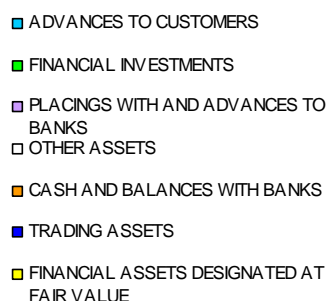 ADVANCES TO CUSTOMERS
FINANCIAL INVESTMENTS
PLACINGS WITH AND ADVANCES TO
BANKS
OTHER ASSETS
CASH AND BALANCES WITH BANKS
TRADING ASSETS
FINANCIAL ASSETS DESIGNATED AT
FAIR VALUE